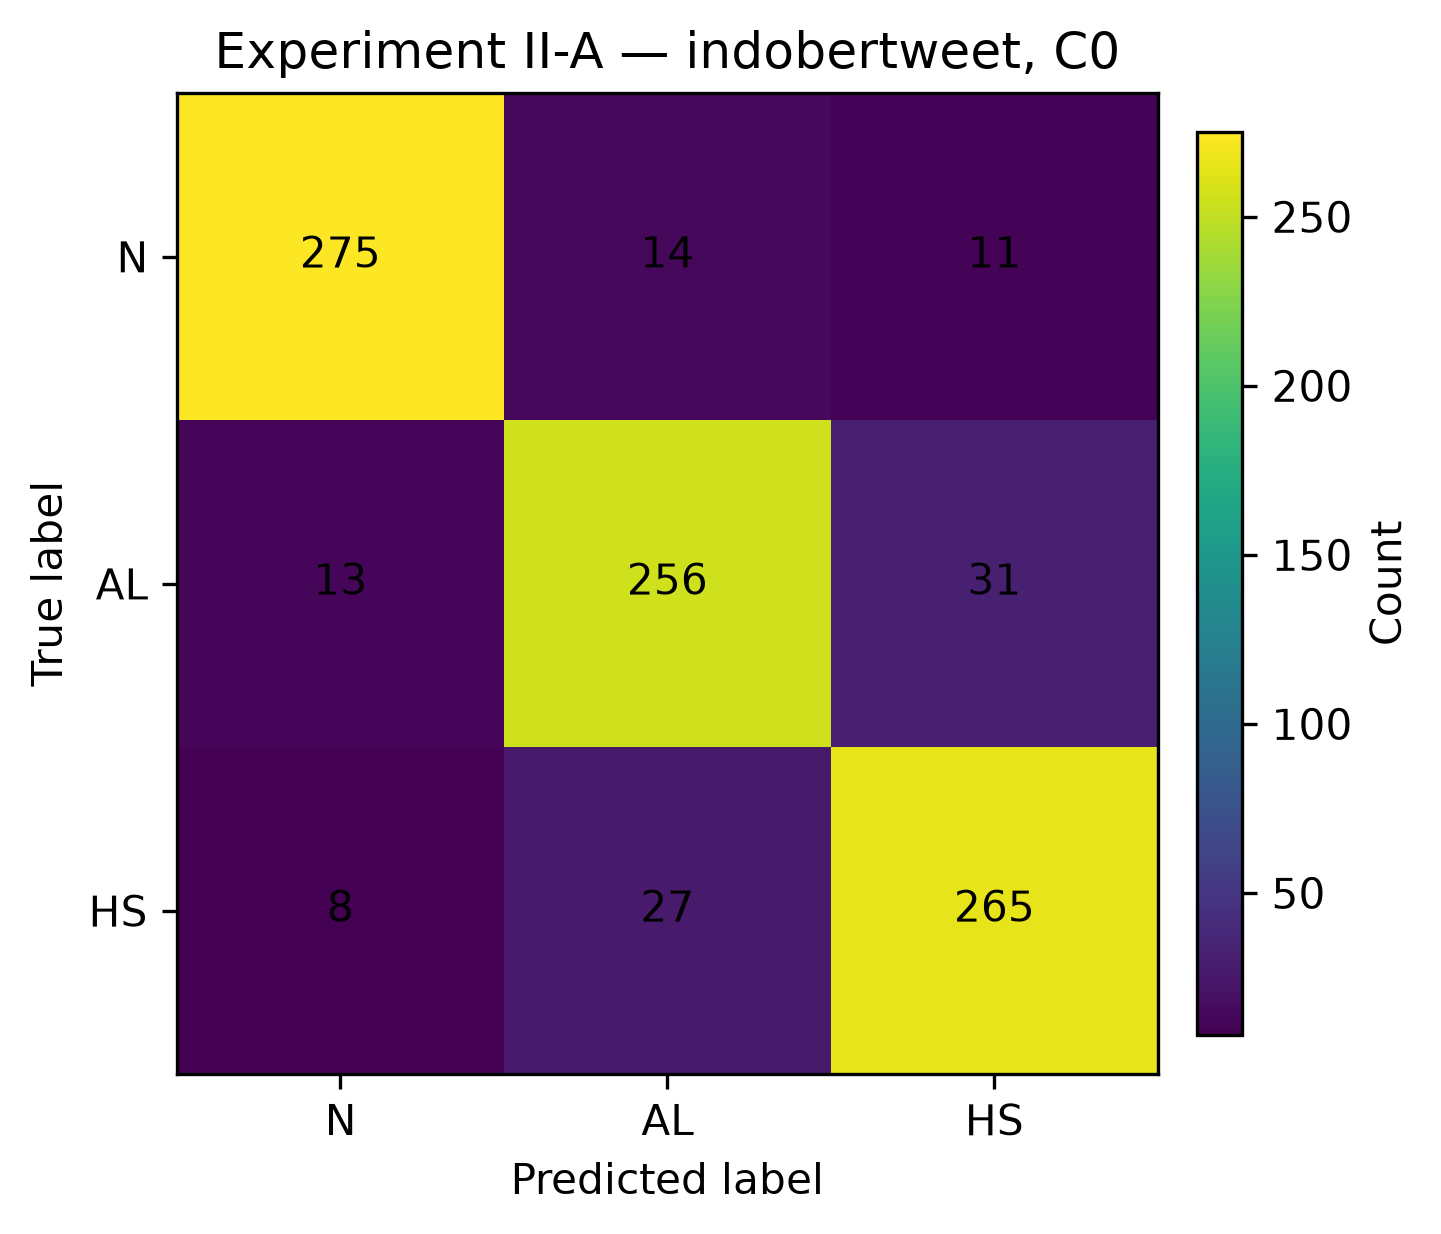 Experiment II-A — indobertweet, C0
N 275 14 11
AL 13 256 31
HS 8 27 265
N AL HS
True label
Predicted label
250
200
150
100
50
Count